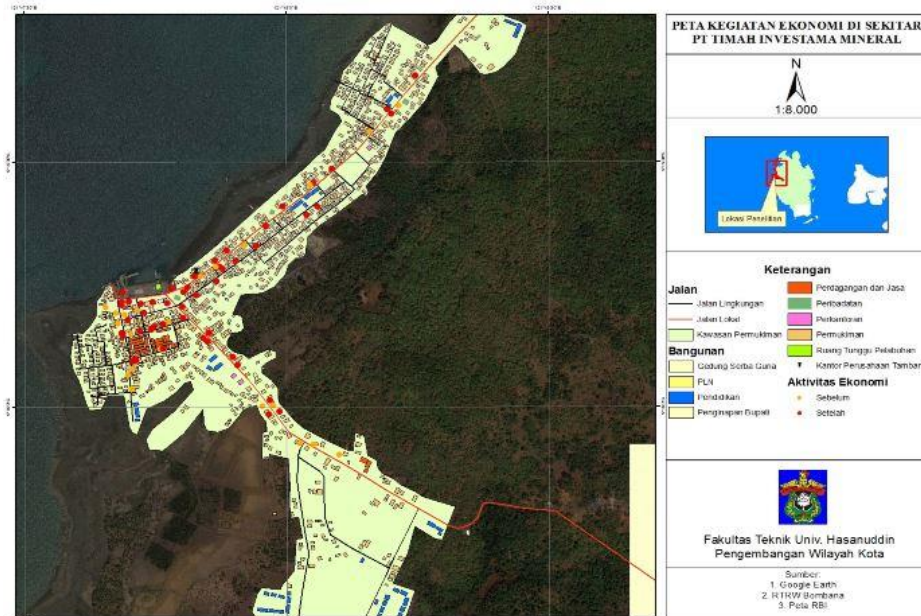 PETA KEGIATAN EKONOMI DI SEKITAR
PT TIMAH INVESTAMA MINERAL
N
1:8.000
Lokasi Penelitian
Keterangan
Jalan
Jalan Lingkungan
Jalan Lokal
Kawasan Permukiman
Bangunan
Gedung Serba Guna
PLN
Pendidikan
Penginapan Bupati
Perdagangan dan Jasa
Peribadatan
Perkantoran
Permukiman
Ruang Tunggu Pelabuhan
Kantor Perusahaan Tamban
Aktivitas Ekonomi
Sebelum
Setelah
Fakultas Teknik Univ. Hasanuddin
Pengembangan Wilayah Kota
Sumber:
1. Google Earth
2. RTRW Bombana
3. Peta RBI